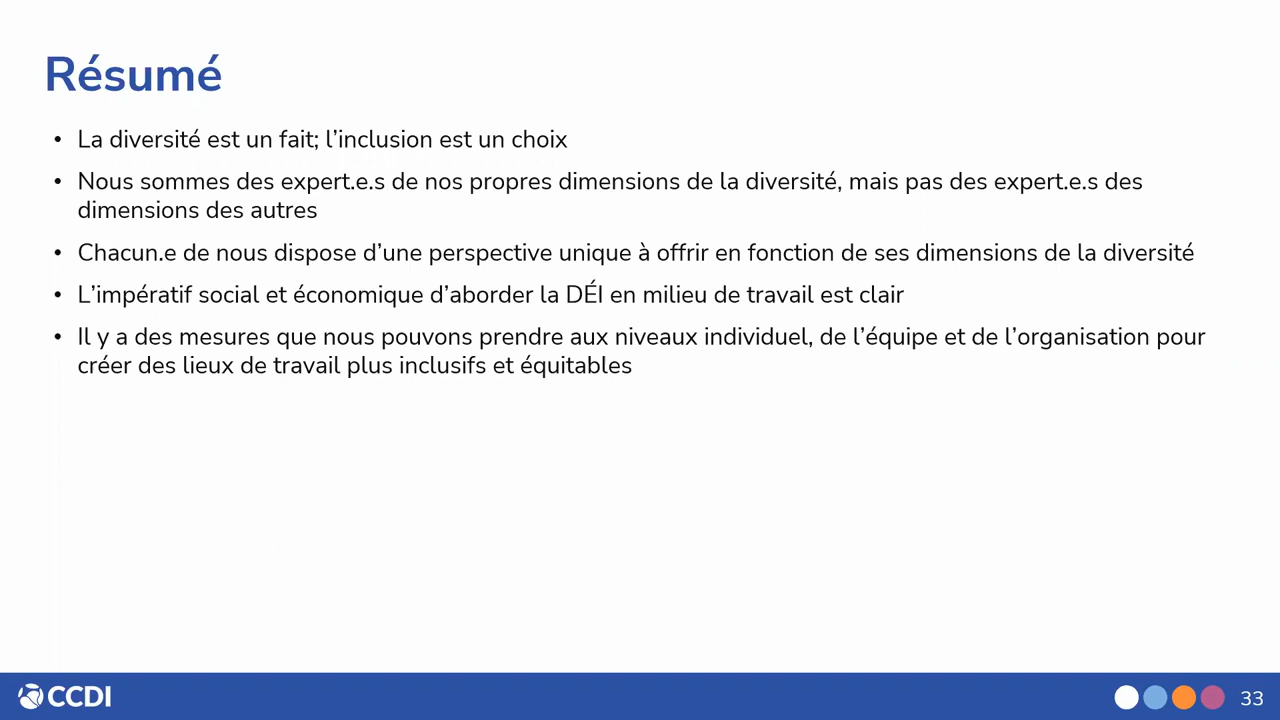 Résumé
• La diversité est un fait; l’inclusion est un choix
• Nous sommes des expert.e.s de nos propres dimensions de la diversité, mais pas des expert.e.s des
dimensions des autres
• Chacun.e de nous dispose d’une perspective unique à offrir en fonction de ses dimensions de la diversité
• L’impératif social et économique d’aborder la DÉI en milieu de travail est clair
• Il y a des mesures que nous pouvons prendre aux niveaux individuel, de l’équipe et de l’organisation pour
créer des lieux de travail plus inclusifs et équitables
CCDI
33